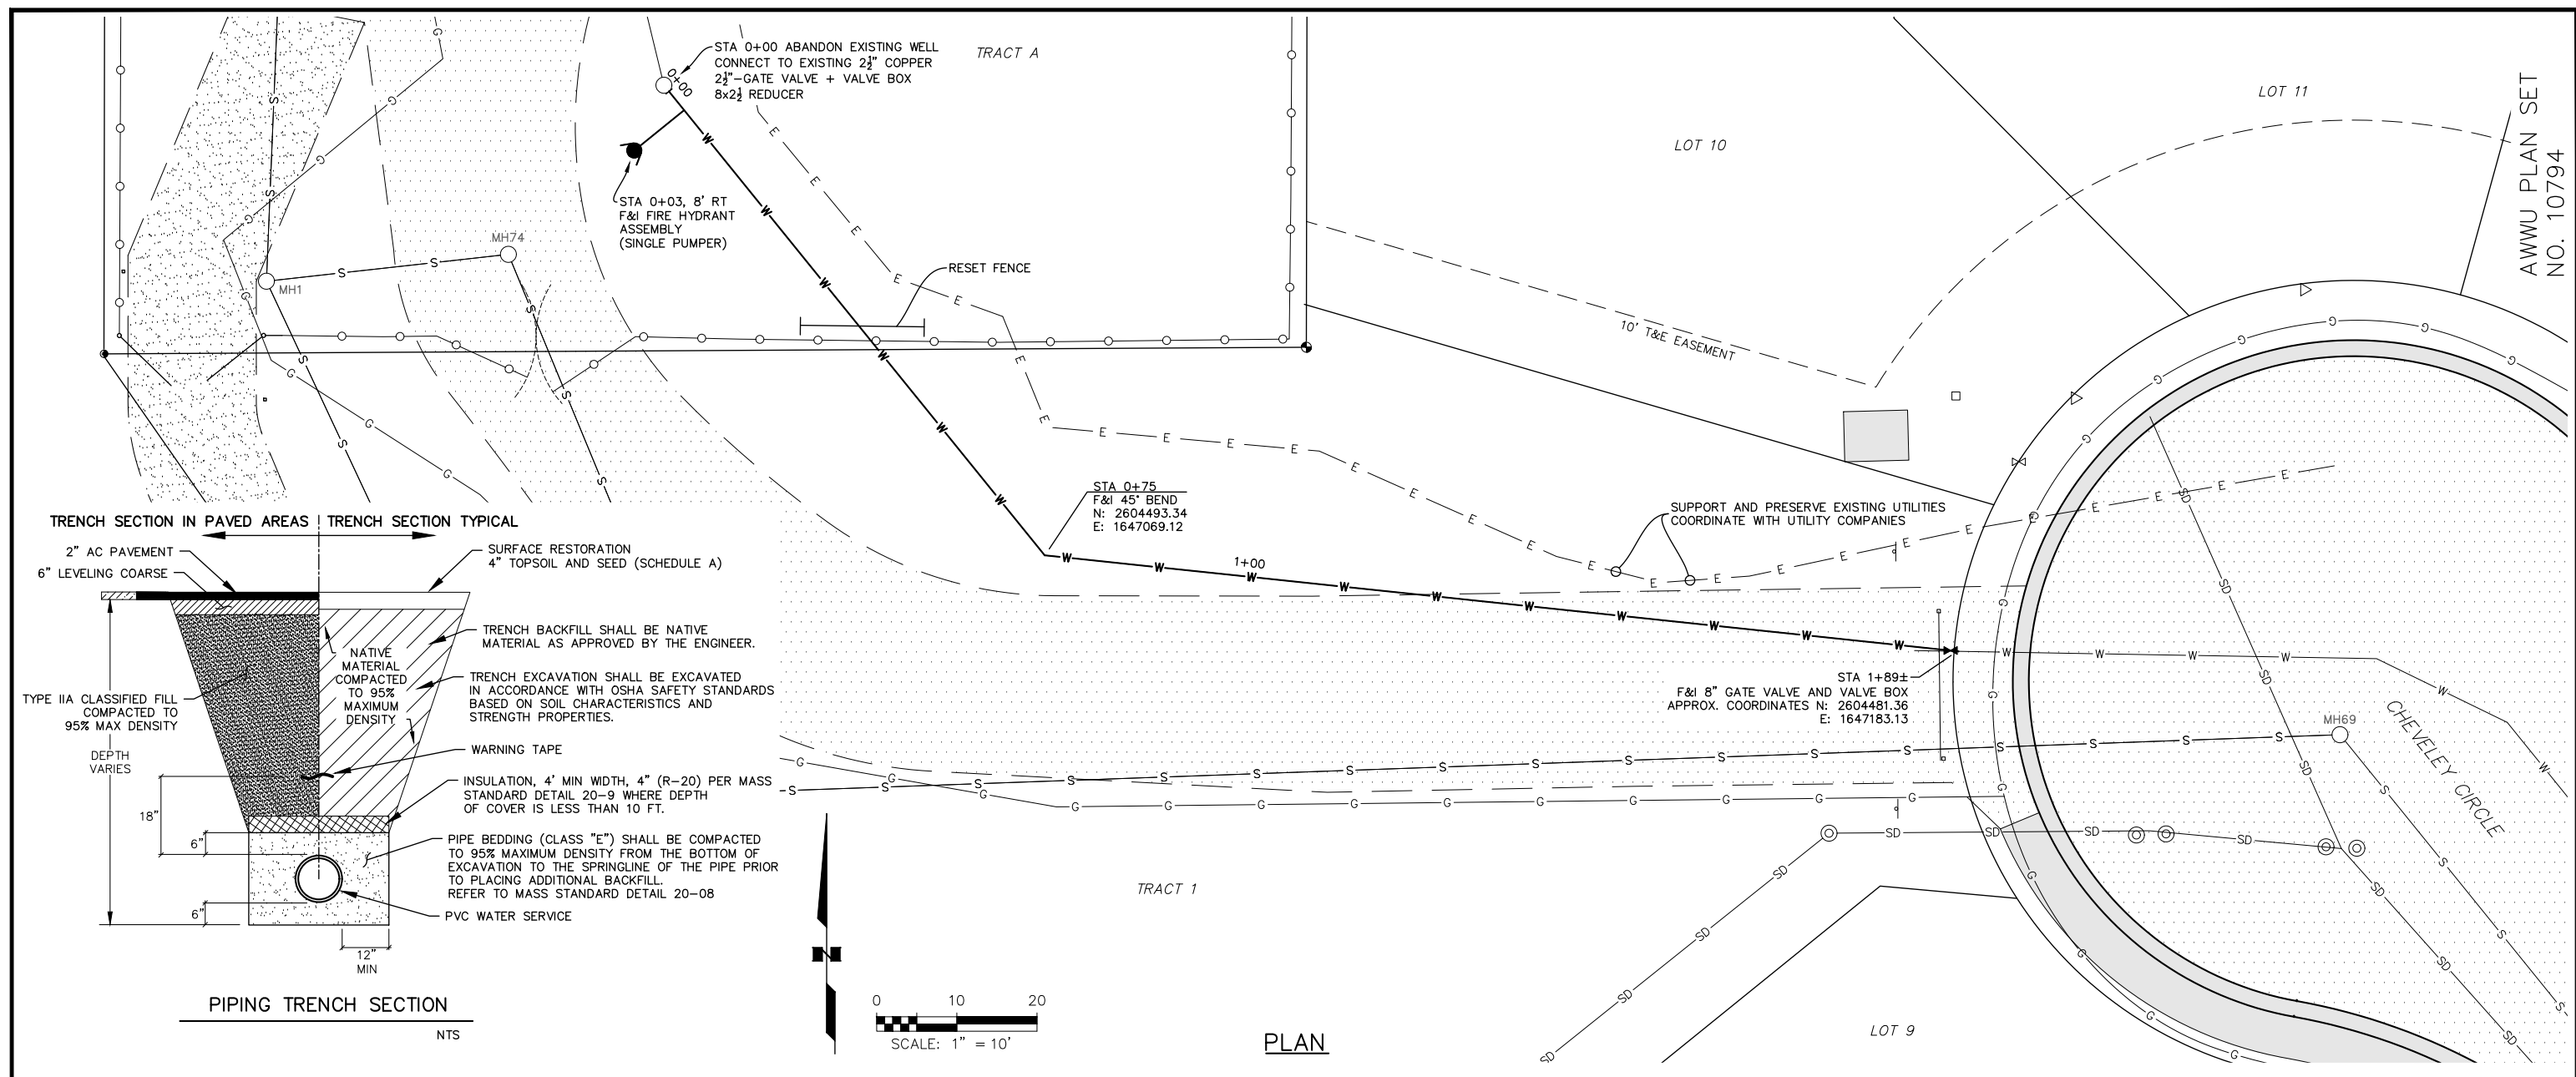 STA 0+00 ABANDON EXISTING WELL
CONNECT TO EXISTING 2½" COPPER
2½"-GATE VALVE + VALVE BOX
8x2½ REDUCER
0+00
TRACT A
LOT 10
LOT 11
AWWU PLAN SET
NO. 10794
STA 0+03, 8' RT
F&I FIRE HYDRANT
ASSEMBLY
(SINGLE PUMPER)
MH74
MH1
RESET FENCE
10' T&E EASEMENT
STA 0+75
F&I 45° BEND
N: 2604493.34
E: 1647069.12
1+00
SUPPORT AND PRESERVE EXISTING UTILITIES
COORDINATE WITH UTILITY COMPANIES
STA 1+89±
F&I 8" GATE VALVE AND VALVE BOX
APPROX. COORDINATES N: 2604481.36
E: 1647183.13
MH69
CHEVELEY CIRCLE
TRACT 1
LOT 9
TRENCH SECTION IN PAVED AREAS
TRENCH SECTION TYPICAL
2" AC PAVEMENT
6" LEVELING COARSE
SURFACE RESTORATION
4" TOPSOIL AND SEED (SCHEDULE A)
TRENCH BACKFILL SHALL BE NATIVE
MATERIAL AS APPROVED BY THE ENGINEER.
NATIVE
MATERIAL
COMPACTED
TO 95%
MAXIMUM
DENSITY
TRENCH EXCAVATION SHALL BE EXCAVATED
IN ACCORDANCE WITH OSHA SAFETY STANDARDS
BASED ON SOIL CHARACTERISTICS AND
STRENGTH PROPERTIES.
TYPE IIA CLASSIFIED FILL
COMPACTED TO
95% MAX DENSITY
DEPTH
VARIES
WARNING TAPE
INSULATION, 4' MIN WIDTH, 4" (R-20) PER MASS
STANDARD DETAIL 20-9 WHERE DEPTH
OF COVER IS LESS THAN 10 FT.
18"
6"
PIPE BEDDING (CLASS "E") SHALL BE COMPACTED
TO 95% MAXIMUM DENSITY FROM THE BOTTOM OF
EXCAVATION TO THE SPRINGLINE OF THE PIPE PRIOR
TO PLACING ADDITIONAL BACKFILL.
REFER TO MASS STANDARD DETAIL 20-08
6"
PVC WATER SERVICE
12"
MIN
PIPING TRENCH SECTION
NTS
N
0 10 20
SCALE: 1" = 10'
PLAN